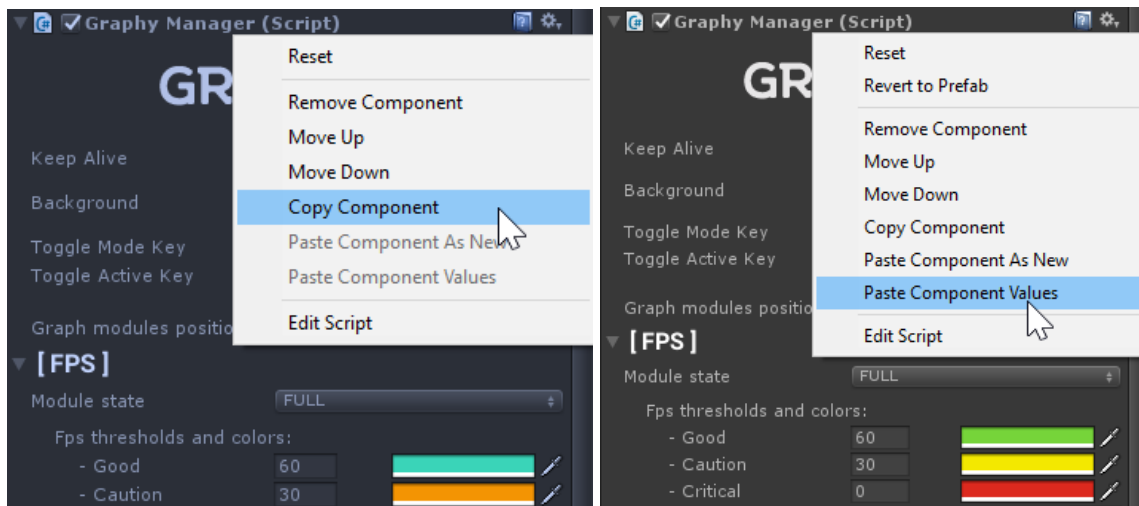 Graphy Manager (Script)
GR
Reset
Remove Component
Move Up
Move Down
Copy Component
Paste Component As New
Paste Component Values
Edit Script
Keep Alive
Background
Toggle Mode Key
Toggle Active Key
Graph modules positio
[ FPS ]
Module state FULL
Fps thresholds and colors:
- Good 60
- Caution 30
Graphy Manager (Script)
GR
Reset
Revert to Prefab
Remove Component
Move Up
Move Down
Copy Component
Paste Component As New
Paste Component Values
Edit Script
Keep Alive
Background
Toggle Mode Key
Toggle Active Key
Graph modules positio
[ FPS ]
Module state FULL
Fps thresholds and colors:
- Good 60
- Caution 30
- Critical 0